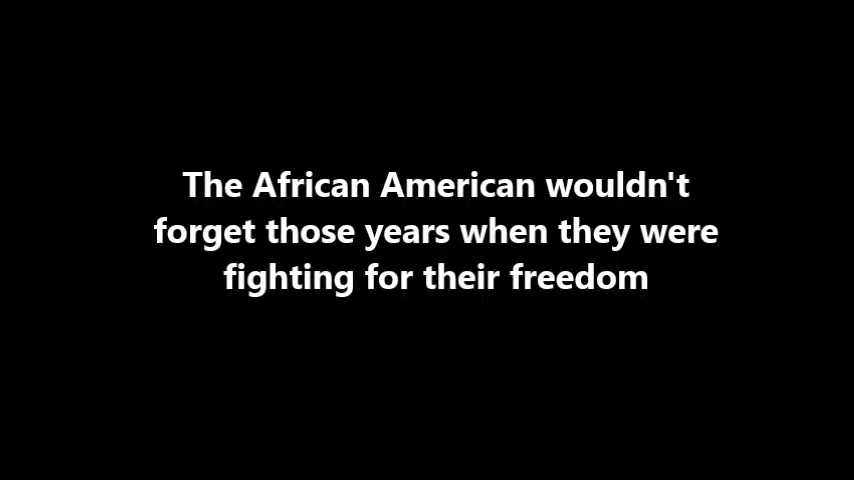 The African American wouldn't
forget those years when they were
fighting for their freedom